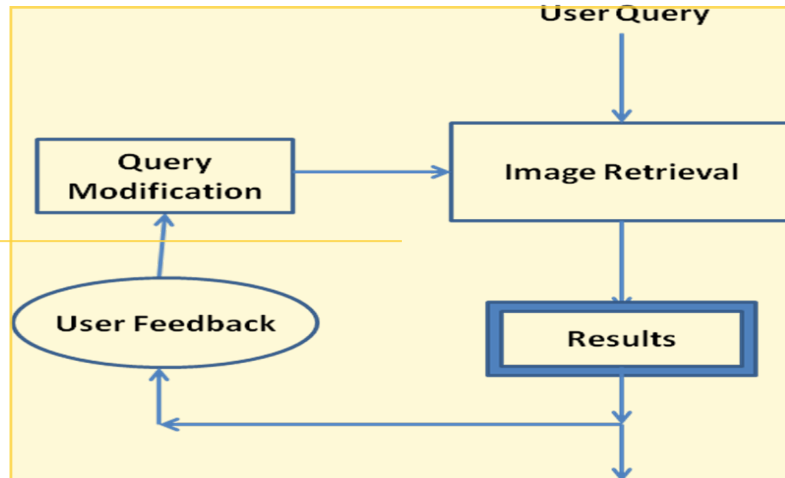 User Query
Query
Modification
Image Retrieval
User Feedback
Results